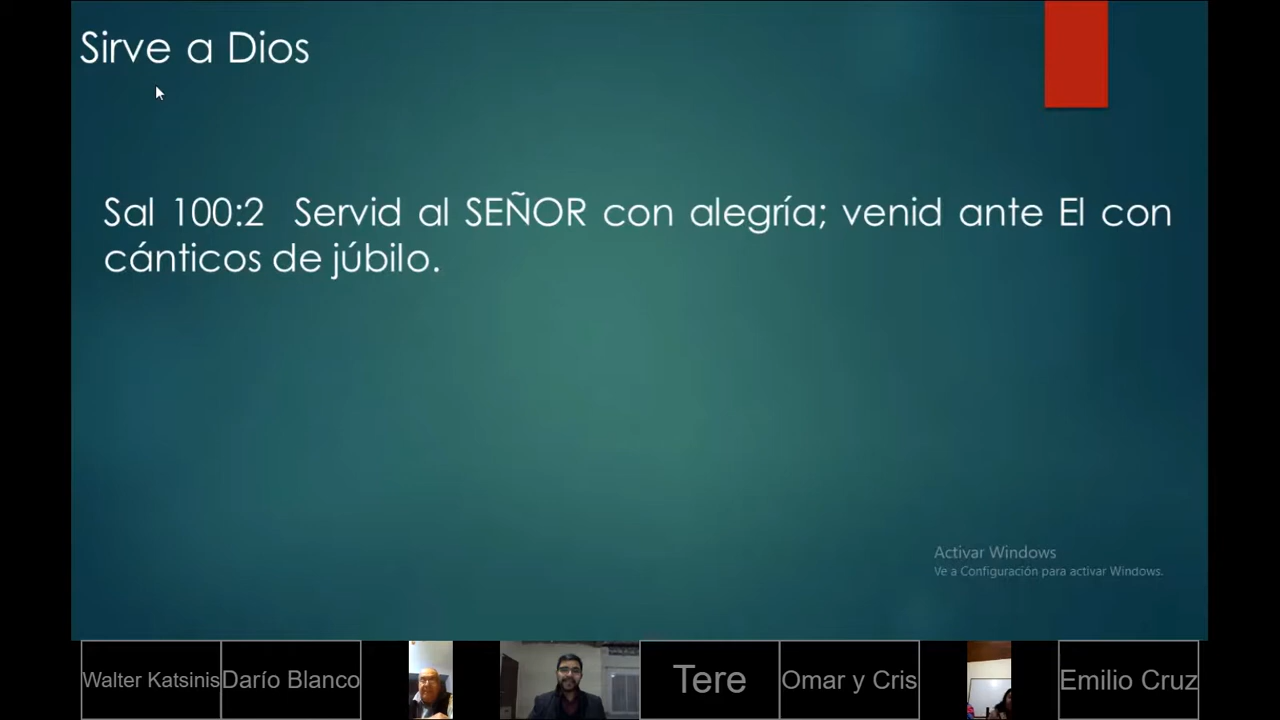 Sirve a Dios
Sal 100:2 Servid al SEÑOR con alegría; venid ante El con
cánticos de júbilo.
Activar Windows
Ve a Configuración para activar Windows.
Walter Katsinis
Darío Blanco
Tere
Omar y Cris
Emilio Cruz